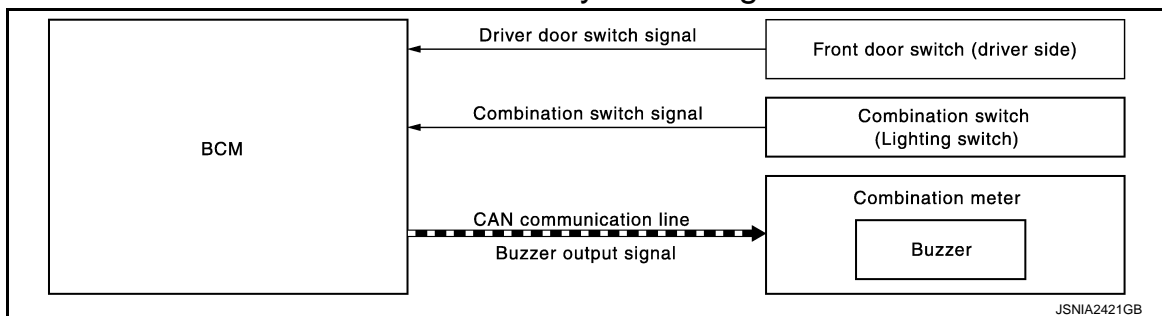 Driver door switch signal
Front door switch (driver side)
Combination switch signal
Combination switch
(Lighting switch)
BCM
Combination meter
CAN communication line
Buzzer output signal
Buzzer
JSNIA2421GB